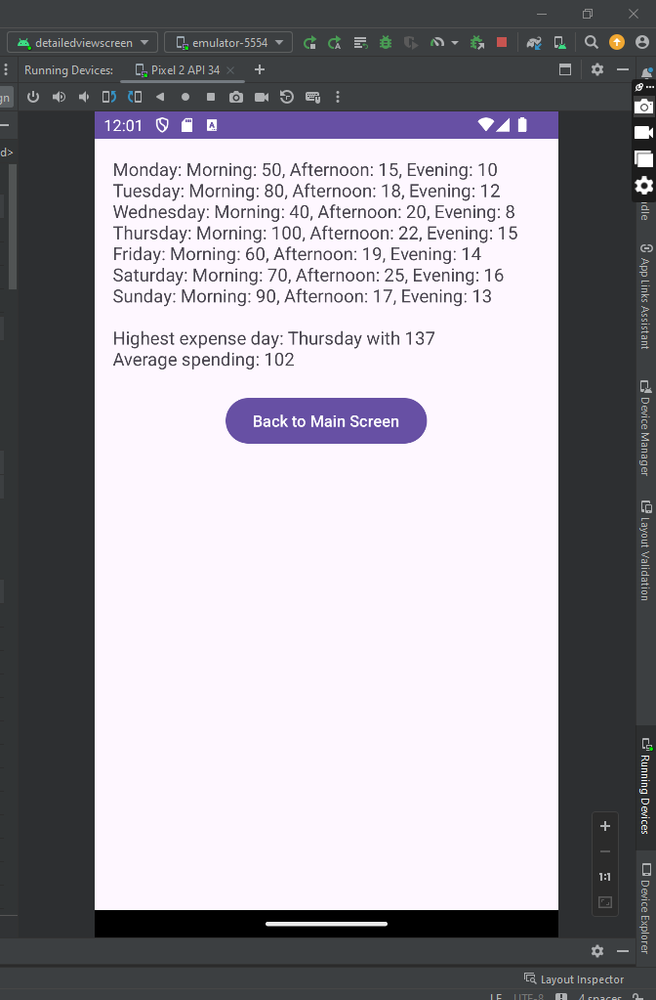 detailedviewscreen
emulator-5554
Running Devices:
Pixel 2 API 34
gn
d>
12:01
A
Monday: Morning: 50, Afternoon: 15, Evening: 10
Tuesday: Morning: 80, Afternoon: 18, Evening: 12
Wednesday: Morning: 40, Afternoon: 20, Evening: 8
Thursday: Morning: 100, Afternoon: 22, Evening: 15
Friday: Morning: 60, Afternoon: 19, Evening: 14
Saturday: Morning: 70, Afternoon: 25, Evening: 16
Sunday: Morning: 90, Afternoon: 17, Evening: 13
Highest expense day: Thursday with 137
Average spending: 102
Back to Main Screen
dle
App Links Assistant
Device Manager
Layout Validation
Running Devices
Device Explorer
1:1
Layout Inspector
LF UTF-8 4 spaces